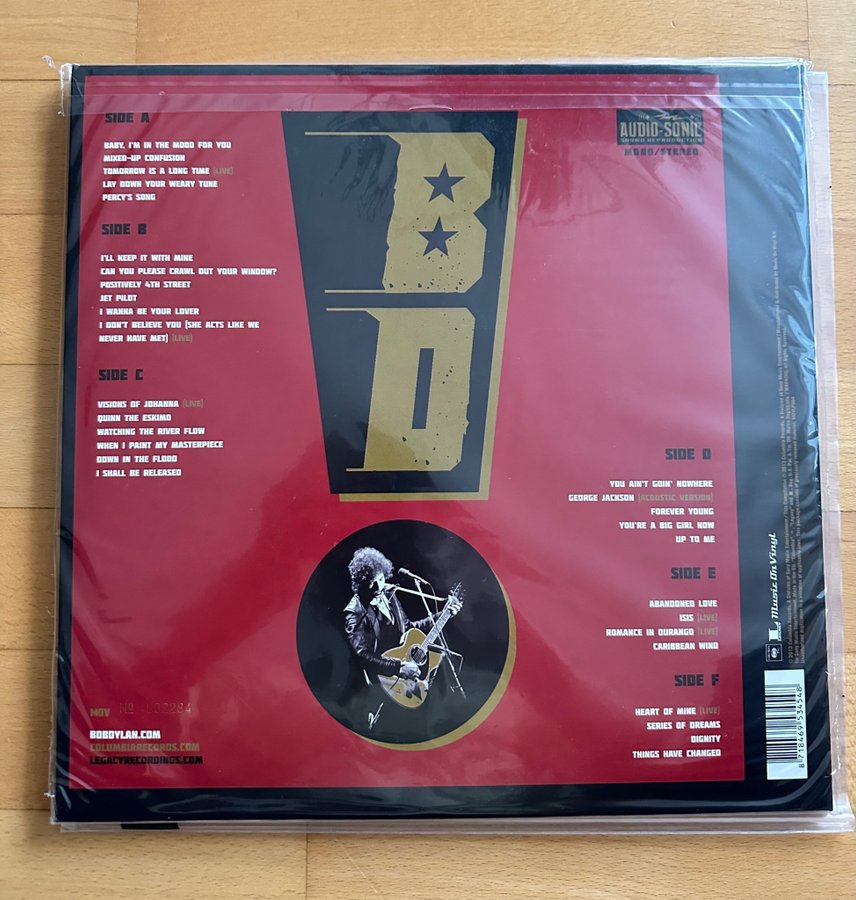 SIDE A
BABY, I'M IN THE MOOD FOR YOU
MIXED-UP CONFUSION
TOMORROW IS A LONG TIME [LIVE]
LAY DOWN YOUR WEARY TUNE
PERCY'S SONG
SIDE B
I'LL KEEP IT WITH MINE
CAN YOU PLEASE CRAWL OUT YOUR WINDOW?
POSITIVELY 4TH STREET
JET PILOT
I WANNA BE YOUR LOVER
I DON'T BELIEVE YOU [SHE ACTS LIKE WE
NEVER HAVE MET] [LIVE]
SIDE C
VISIONS OF JOHANNA [LIVE]
QUINN THE ESKIMO
WATCHING THE RIVER FLOW
WHEN I PAINT MY MASTERPIECE
DOWN IN THE FLOOD
I SHALL BE RELEASED
MOV
BOBDYLAN.COM
COLUMBIARECORDS.COM
LEGACYRECORDINGS.COM
B
D
AUDIO-SONIC
SOUND REPRODUCTION
MONO/STEREO
SIDE D
YOU AIN'T GOIN' NOWHERE
GEORGE JACKSON [ACOUSTIC VERSION]
FOREVER YOUNG
YOU'RE A BIG GIRL NOW
UP TO ME
SIDE E
ABANDONED LOVE
ISIS [LIVE]
ROMANCE IN DURANGO [LIVE]
CARIBBEAN WIND
SIDE F
HEART OF MINE [LIVE]
SERIES OF DREAMS
DIGNITY
THINGS HAVE CHANGED
Music On Vinyl
8 718469 534548